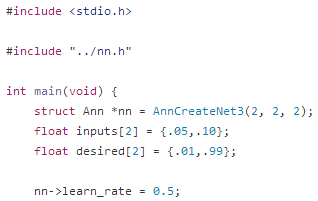 #include <stdio.h>
#include "../nn.h"
int main(void) {
struct Ann *nn = AnnCreateNet3(2, 2, 2);
float inputs[2] = {.05,.10};
float desired[2] = {.01,.99};
nn->learn_rate = 0.5;